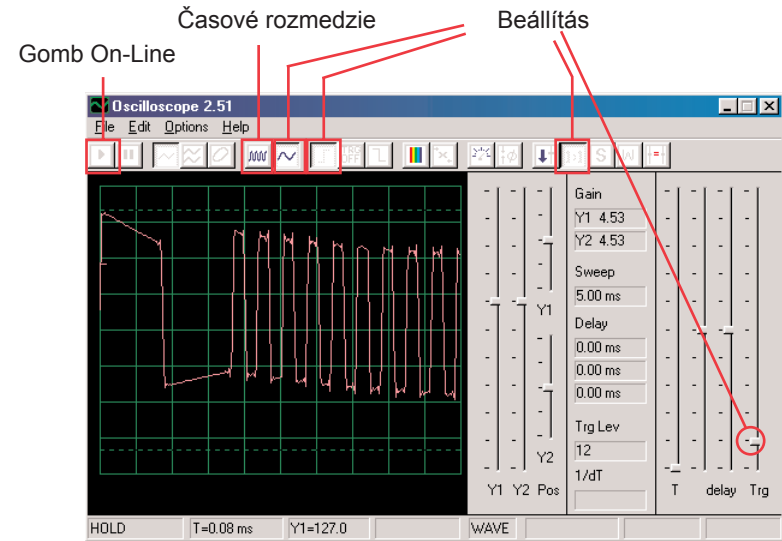 Časové rozmedzie
Beállítás
Gomb On-Line
Oscilloscope 2.51
File Edit Options Help
TRG OFF
S
Gain
Y1 4.53
Y2 4.53
Sweep
5.00 ms
Y1
Delay
0.00 ms
0.00 ms
0.00 ms
Trg Lev
12
Y2
1/dT
Y1 Y2 Pos
T delay Trg
HOLD T=0.08 ms Y1=127.0 WAVE